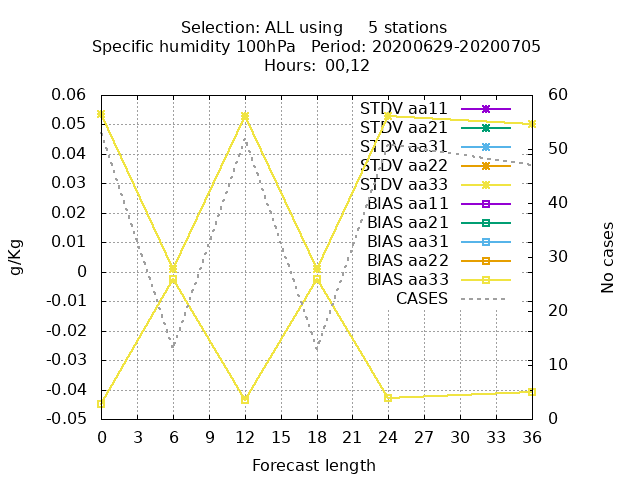 Selection: ALL using 5 stations
Specific humidity 100hPa Period: 20200629-20200705
Hours: 00,12
0.06
0.05
0.04
0.03
0.02
0.01
0
-0.01
-0.02
-0.03
-0.04
-0.05
g/Kg
STDV aa11
STDV aa21
STDV aa31
STDV aa22
STDV aa33
BIAS aa11
BIAS aa21
BIAS aa31
BIAS aa22
BIAS aa33
CASES
60
50
40
30
20
10
0
No cases
0 3 6 9 12 15 18 21 24 27 30 33 36
Forecast length